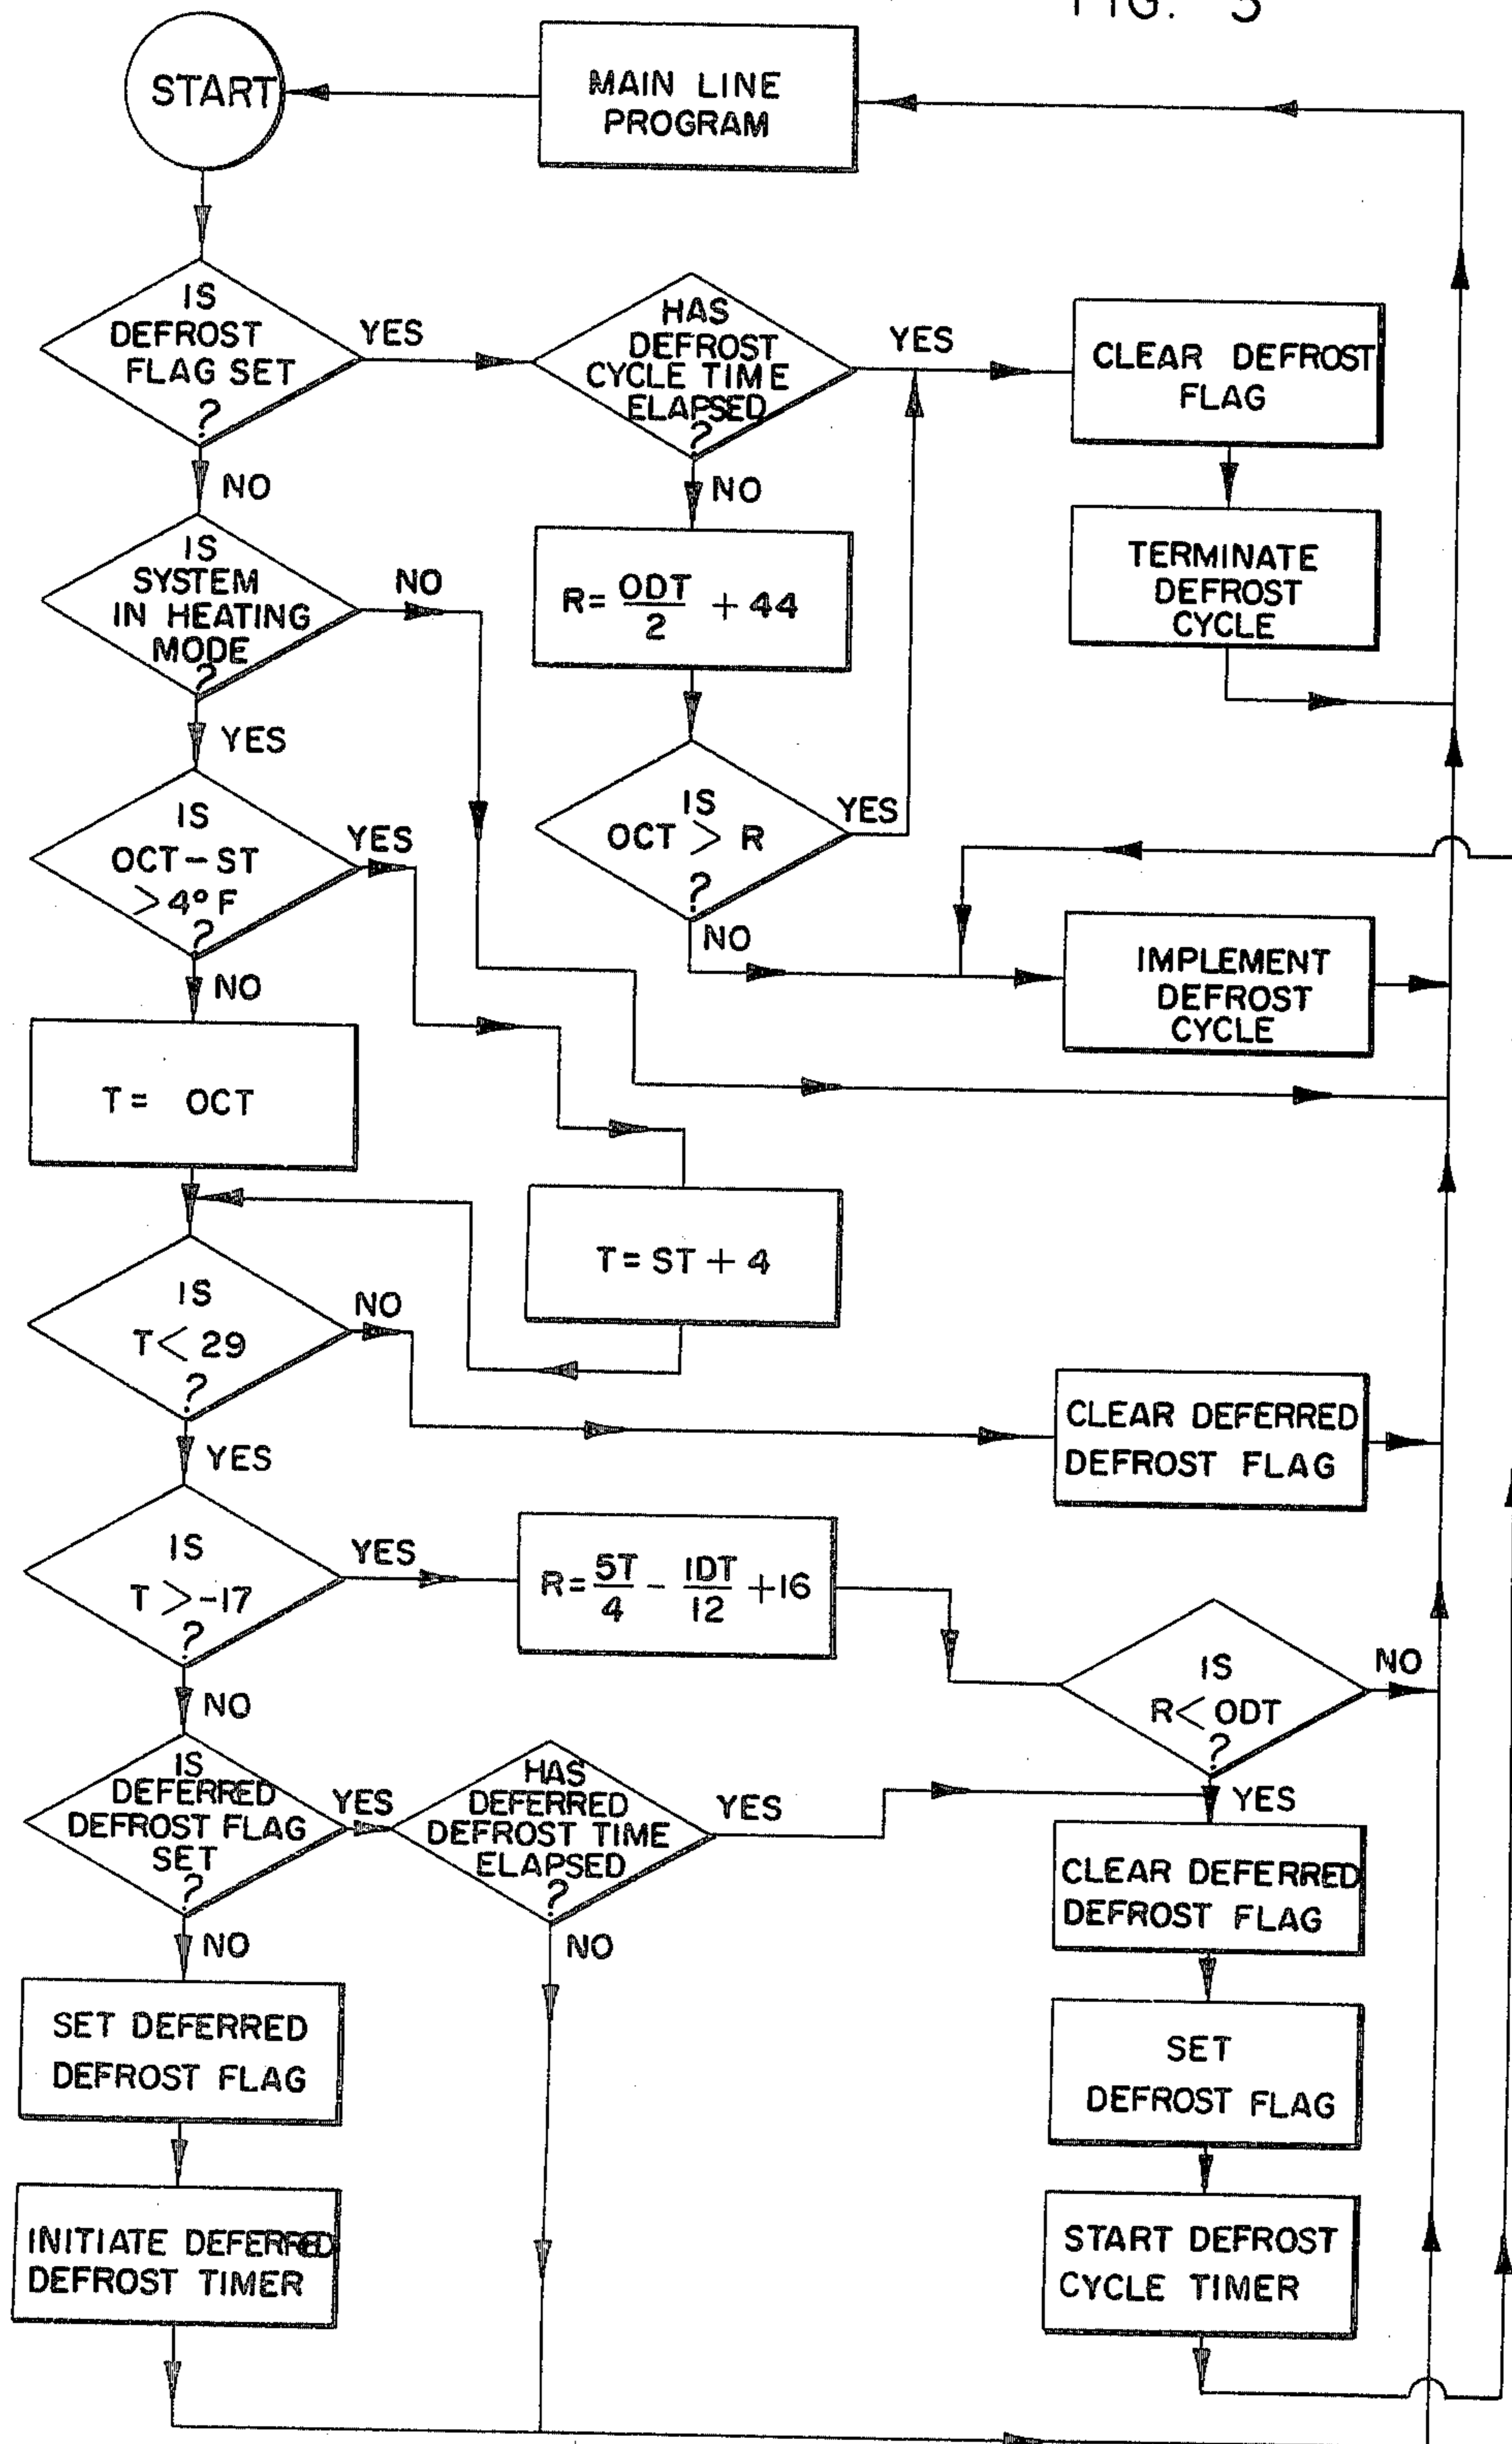 FIG. 3
START
MAIN LINE
PROGRAM
IS
DEFROST
FLAG SET
?
YES
HAS
DEFROST
CYCLE TIME
ELAPSED
?
YES
CLEAR DEFROST
FLAG
NO
NO
TERMINATE
DEFROST
CYCLE
IS
SYSTEM
IN HEATING
MODE
?
NO
R= ODT/2 + 44
YES
IS
OCT > R
?
YES
NO
IS
OCT-ST
>4°F
?
YES
NO
IMPLEMENT
DEFROST
CYCLE
T= OCT
T= ST + 4
IS
T< 29
?
NO
CLEAR DEFERRED
DEFROST FLAG
YES
IS
T >-17
?
YES
R= 5T/4 - IDT/12 +16
IS
R< ODT
?
NO
NO
YES
IS
DEFERRED
DEFROST FLAG
SET
?
YES
HAS
DEFERRED
DEFROST TIME
ELAPSED
?
YES
CLEAR DEFERRED
DEFROST FLAG
NO
NO
SET DEFERRED
DEFROST FLAG
SET
DEFROST FLAG
INITIATE DEFERRED
DEFROST TIMER
START DEFROST
CYCLE TIMER